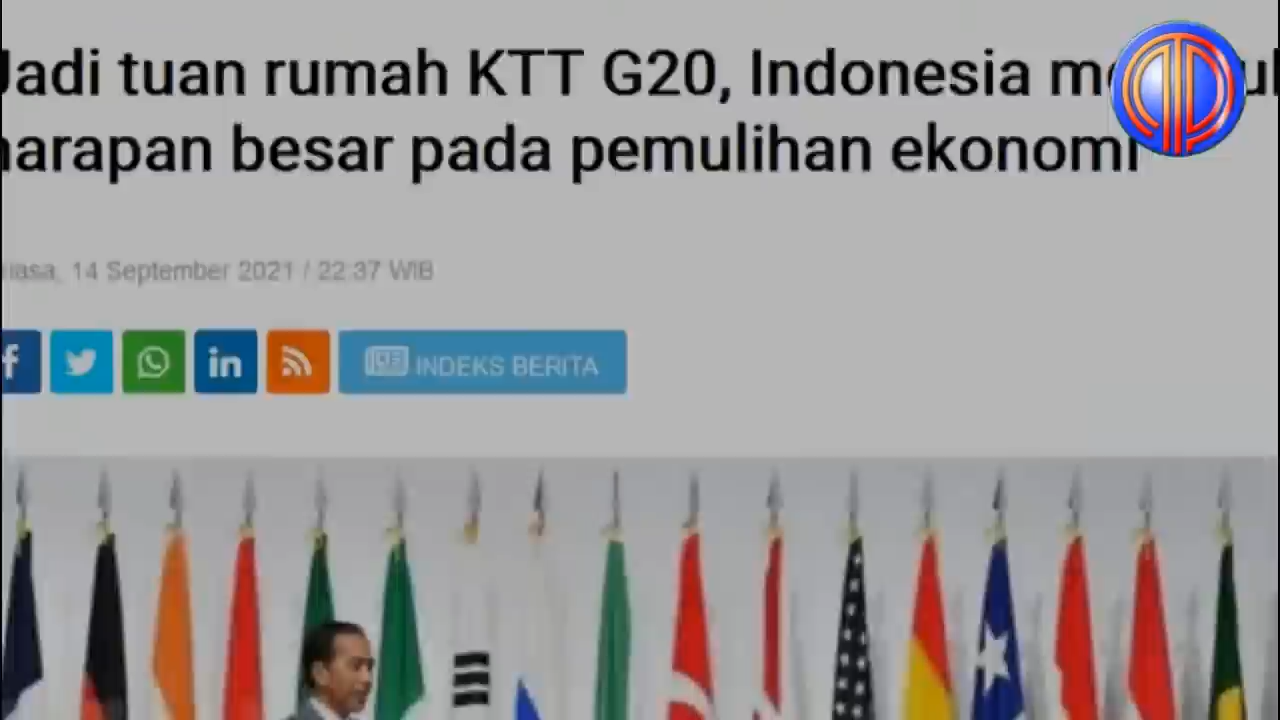 Jadi tuan rumah KTT G20, Indonesia
harapan besar pada pemulihan ekonomi
14 September 2021 / 22:37 WIB
f
in
INDEKS BERITA